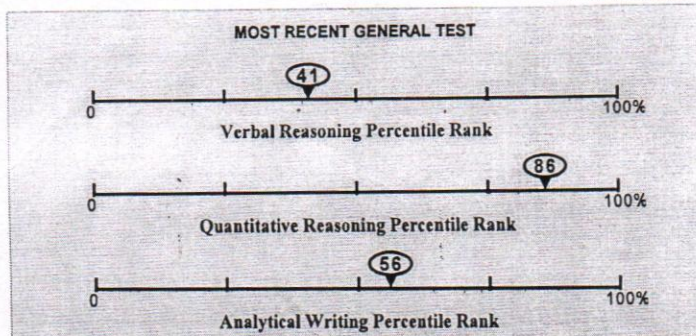 MOST RECENT GENERAL TEST
41
0 100%
Verbal Reasoning Percentile Rank
86
0 100%
Quantitative Reasoning Percentile Rank
56
0 100%
Analytical Writing Percentile Rank